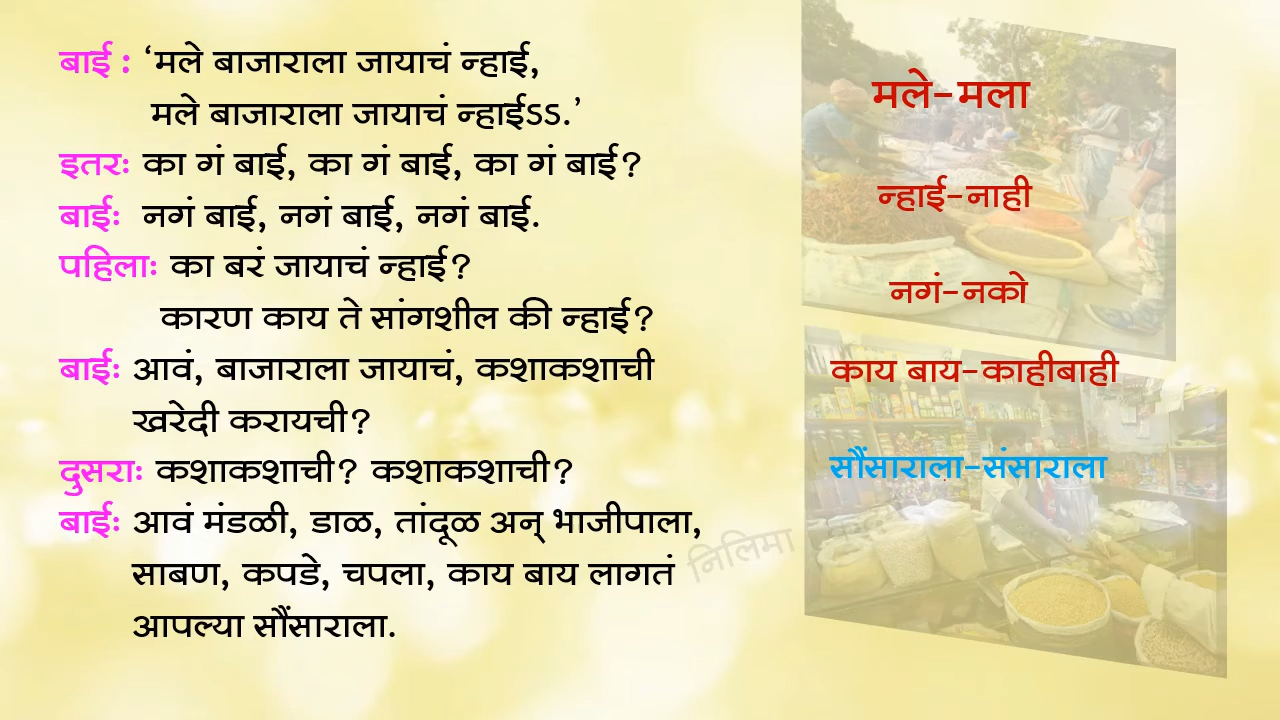 बाई : ‘मले बाजाराला जायाचं न्हाई,
मले बाजाराला जायाचं न्हाईऽऽ.’
इतरः का गं बाई, का गं बाई, का गं बाई?
बाईः नगं बाई, नगं बाई, नगं बाई.
पहिलाः का बरं जायाचं न्हाई?
कारण काय ते सांगशील की न्हाई?
बाईः आवं, बाजाराला जायाचं, कशाकशाची
खरेदी करायची?
दुसराः कशाकशाची? कशाकशाची?
बाईः आवं मंडळी, डाळ, तांदूळ अन् भाजीपाला,
साबण, कपडे, चपला, काय बाय लागतं
आपल्या सौंसाराला.
मले-मला
न्हाई-नाही
नगं-नको
काय बाय-काहीबाही
सौंसाराला-संसाराला
निलिमा